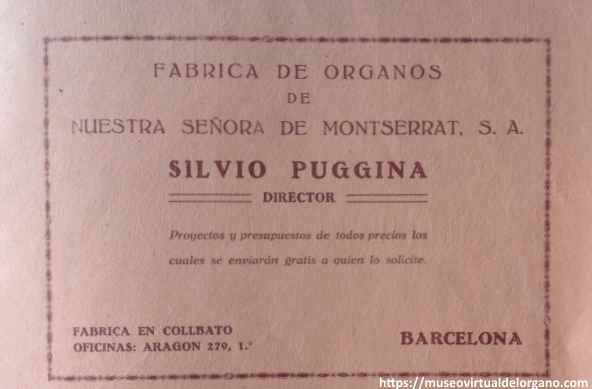 FABRICA DE ORGANOS
DE
NUESTRA SEÑORA DE MONTSERRAT, S. A.
SILVIO PUGGINA
DIRECTOR
Proyectos y presupuestos de todos precios los
cuales se enviarán gratis a quien lo solicite.
FABRICA EN COLLBATO
OFICINAS: ARAGON 279, 1.°
BARCELONA
https://museovirtualdelorgano.com